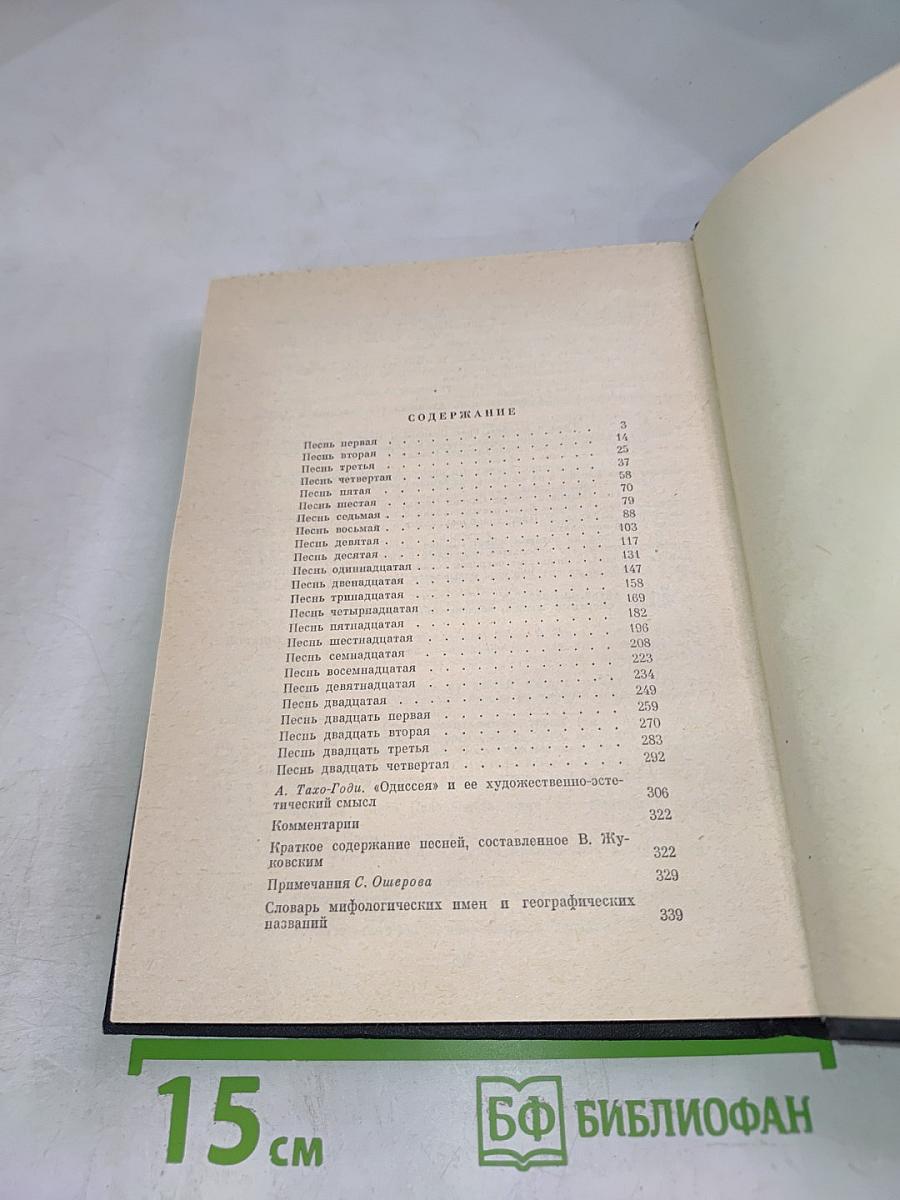 СОДЕРЖАНИЕ
Песнь первая . . . . . . . . . . . . . . . 3
Песнь вторая . . . . . . . . . . . . . . . 14
Песнь третья . . . . . . . . . . . . . . . 25
Песнь четвертая . . . . . . . . . . . . . . 37
Песнь пятая . . . . . . . . . . . . . . . 58
Песнь шестая . . . . . . . . . . . . . . . 70
Песнь седьмая . . . . . . . . . . . . . . . 79
Песнь восьмая . . . . . . . . . . . . . . . 88
Песнь девятая . . . . . . . . . . . . . . . 103
Песнь десятая . . . . . . . . . . . . . . . 117
Песнь одиннадцатая . . . . . . . . . . . . . 131
Песнь двенадцатая . . . . . . . . . . . . . 147
Песнь тринадцатая . . . . . . . . . . . . . 158
Песнь четырнадцатая . . . . . . . . . . . . 169
Песнь пятнадцатая . . . . . . . . . . . . . 182
Песнь шестнадцатая . . . . . . . . . . . . . 196
Песнь семнадцатая . . . . . . . . . . . . . 208
Песнь восемнадцатая . . . . . . . . . . . . 223
Песнь девятнадцатая . . . . . . . . . . . . 234
Песнь двадцатая . . . . . . . . . . . . . . 249
Песнь двадцать первая . . . . . . . . . . . 259
Песнь двадцать вторая . . . . . . . . . . . 270
Песнь двадцать третья . . . . . . . . . . . 283
Песнь двадцать четвертая . . . . . . . . . . 292
А. Тахо-Годи. «Одиссея» и ее художественно-эсте-
тический смысл 306
Комментарии 322
Краткое содержание песней, составленное В. Жу-
ковским 322
Примечания С. Ошерова 329
Словарь мифологических имен и географических
названий 339
15 см
БФ БИБЛИОФАН